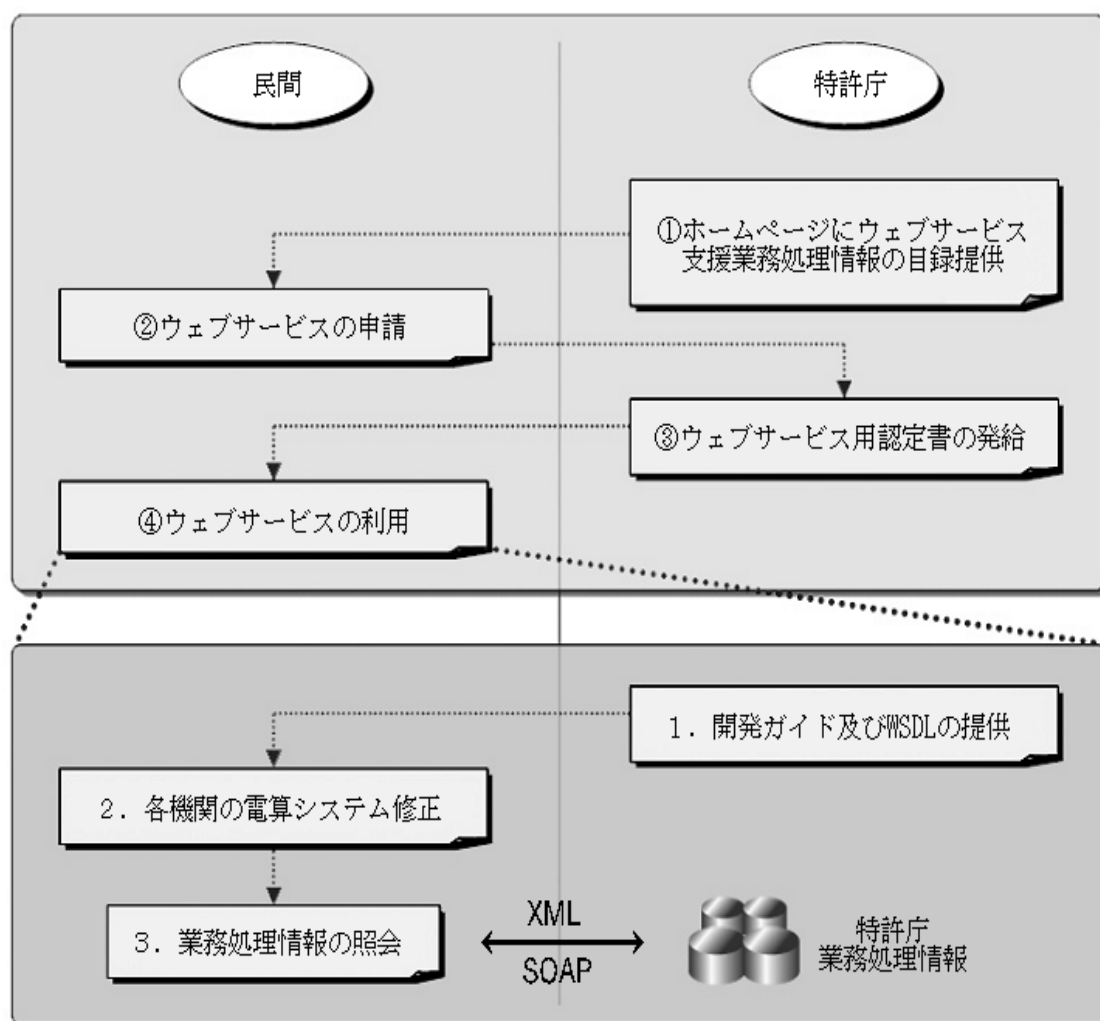 民間
特許庁
①ホームページにウェブサービス
支援業務処理情報の目録提供
②ウェブサービスの申請
③ウェブサービス用認定書の発給
④ウェブサービスの利用
1. 開発ガイド及びWSDLの提供
2. 各機関の電算システム修正
3. 業務処理情報の照会
XML
SOAP
特許庁
業務処理情報